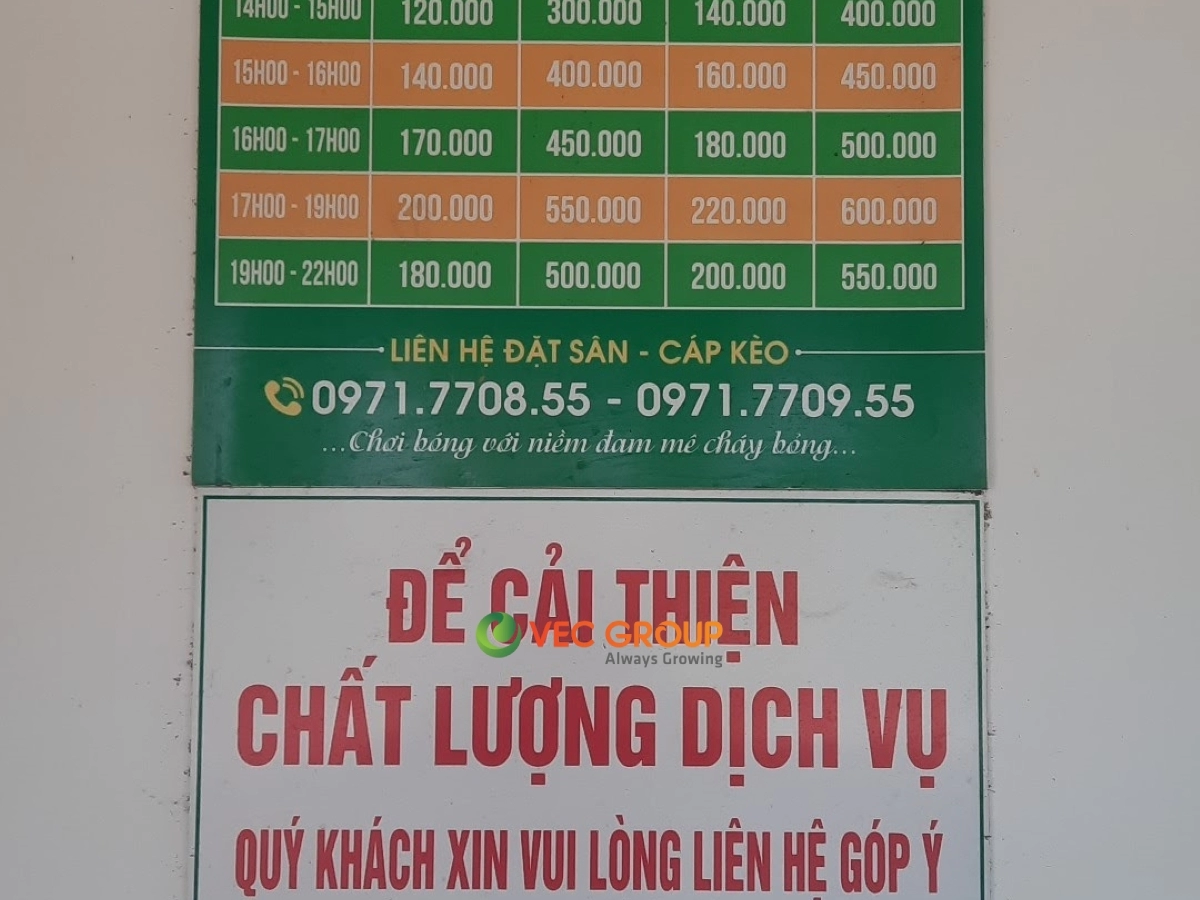 14H00 - 15H00 120.000 300.000 140.000 400.000
15H00 - 16H00 140.000 400.000 160.000 450.000
16H00 - 17H00 170.000 450.000 180.000 500.000
17H00 - 19H00 200.000 550.000 220.000 600.000
19H00 - 22H00 180.000 500.000 200.000 550.000
LIÊN HỆ ĐẶT SÂN - CÁP KÈO
0971.7708.55 - 0971.7709.55
...Chơi bóng với niềm đam mê cháy bỏng...
ĐỂ CẢI THIỆN
VEC GROUP
Always Growing
CHẤT LƯỢNG DỊCH VỤ
QUÝ KHÁCH XIN VUI LÒNG LIÊN HỆ GÓP Ý